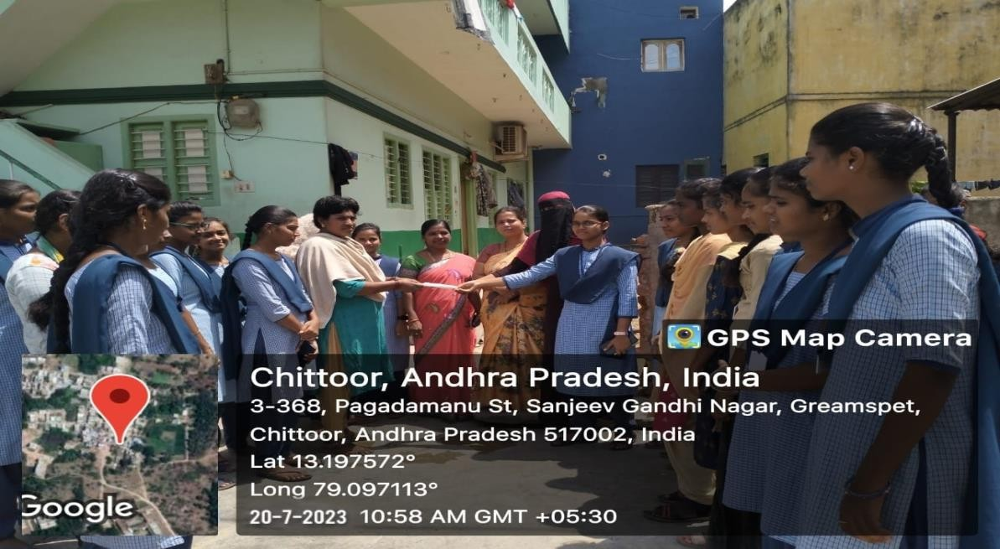 GPS Map Camera
Chittoor, Andhra Pradesh, India
3-368, Pagadamanu St, Sanjeev Gandhi Nagar, Greamspet,
Chittoor, Andhra Pradesh 517002, India
Lat 13.197572°
Long 79.097113°
20-7-2023 10:58 AM GMT +05:30
Google